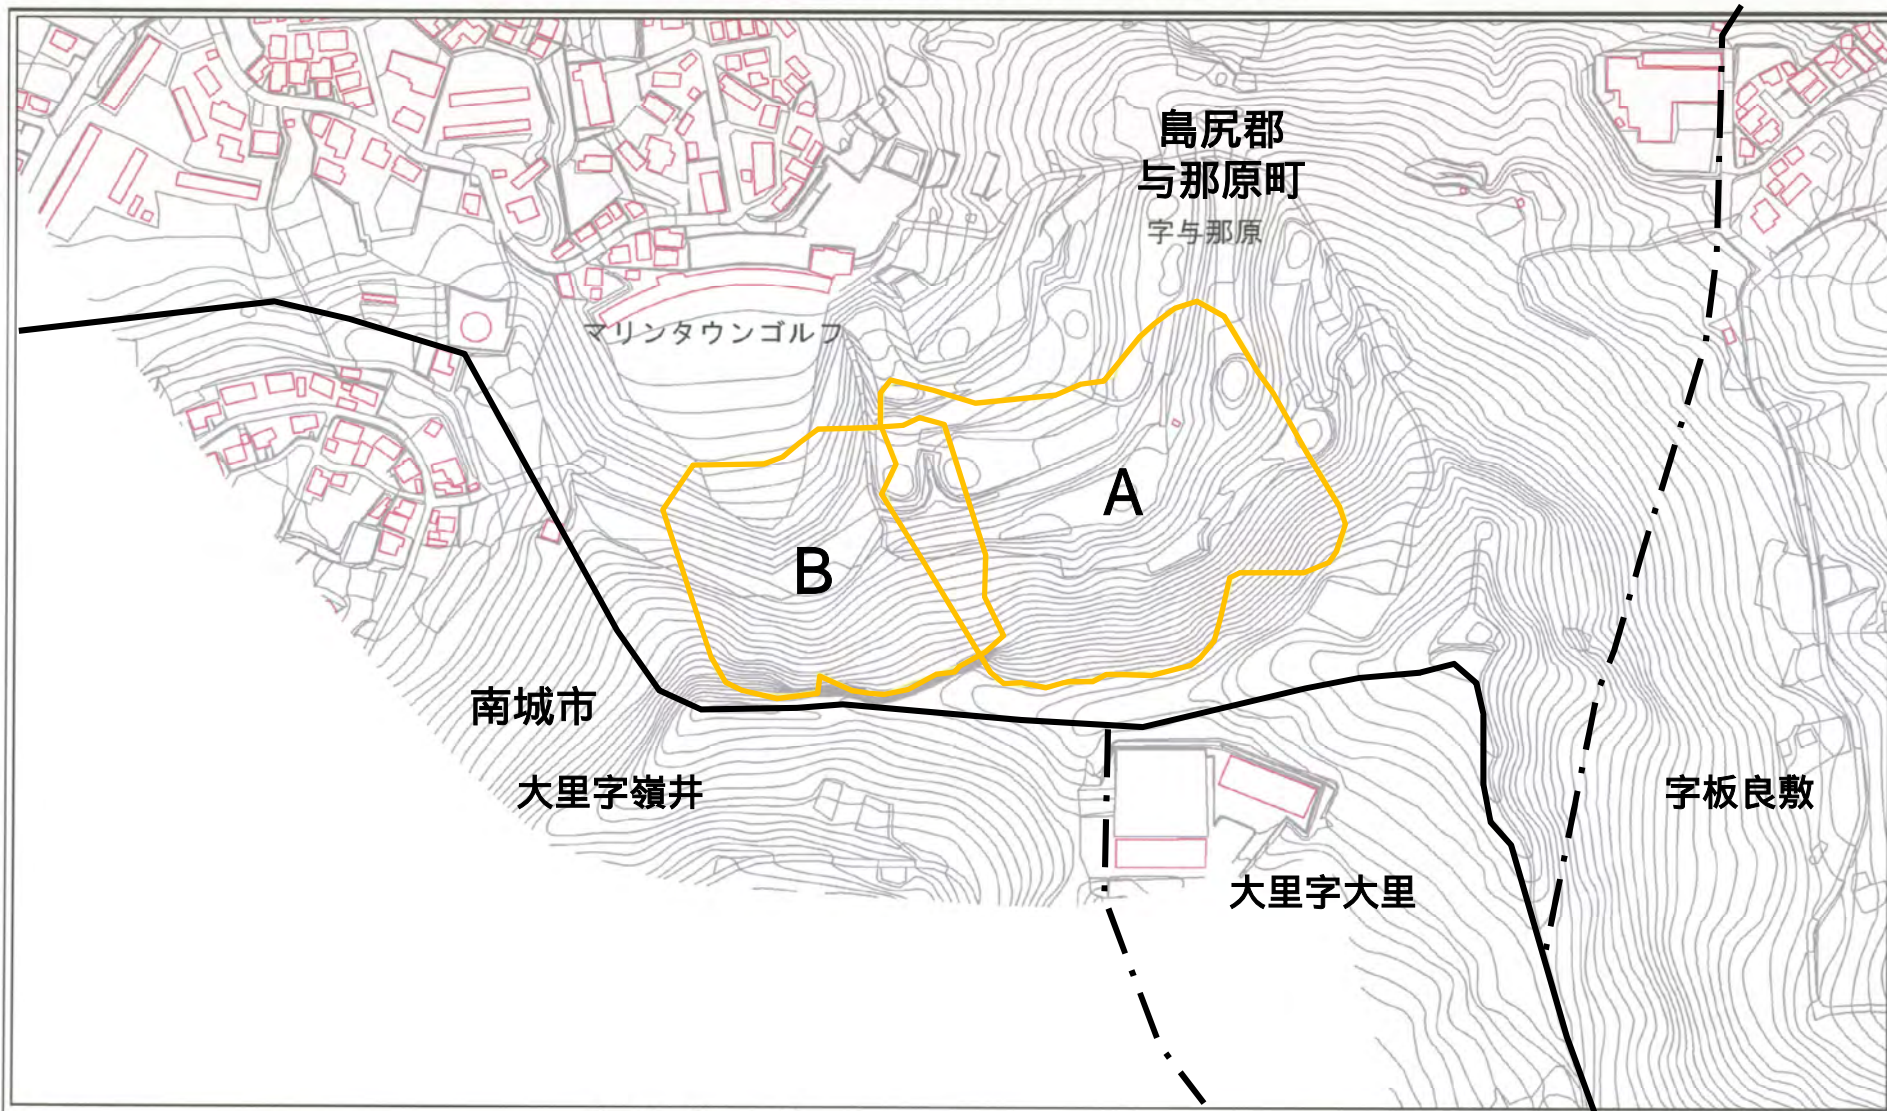 島尻郡
与那原町
字与那原
マリンタウンゴルフ
A
B
南城市
大里字嶺井
字板良敷
大里字大里